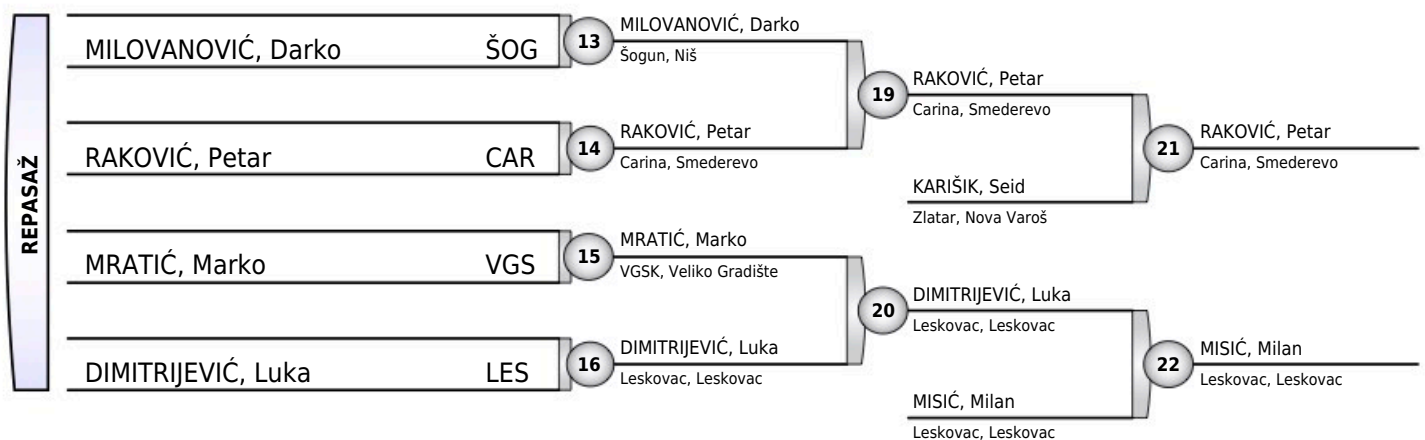 REPASAŽ
MILOVANOVIĆ, Darko ŠOG
RAKOVIĆ, Petar CAR
MRATIĆ, Marko VGS
DIMITRIJEVIĆ, Luka LES
13
MILOVANOVIĆ, Darko
Šogun, Niš
14
RAKOVIĆ, Petar
Carina, Smederevo
15
MRATIĆ, Marko
VGSK, Veliko Gradište
16
DIMITRIJEVIĆ, Luka
Leskovac, Leskovac
19
RAKOVIĆ, Petar
Carina, Smederevo
KARIŠIK, Seid
Zlatar, Nova Varoš
20
DIMITRIJEVIĆ, Luka
Leskovac, Leskovac
MISIĆ, Milan
Leskovac, Leskovac
21
RAKOVIĆ, Petar
Carina, Smederevo
22
MISIĆ, Milan
Leskovac, Leskovac